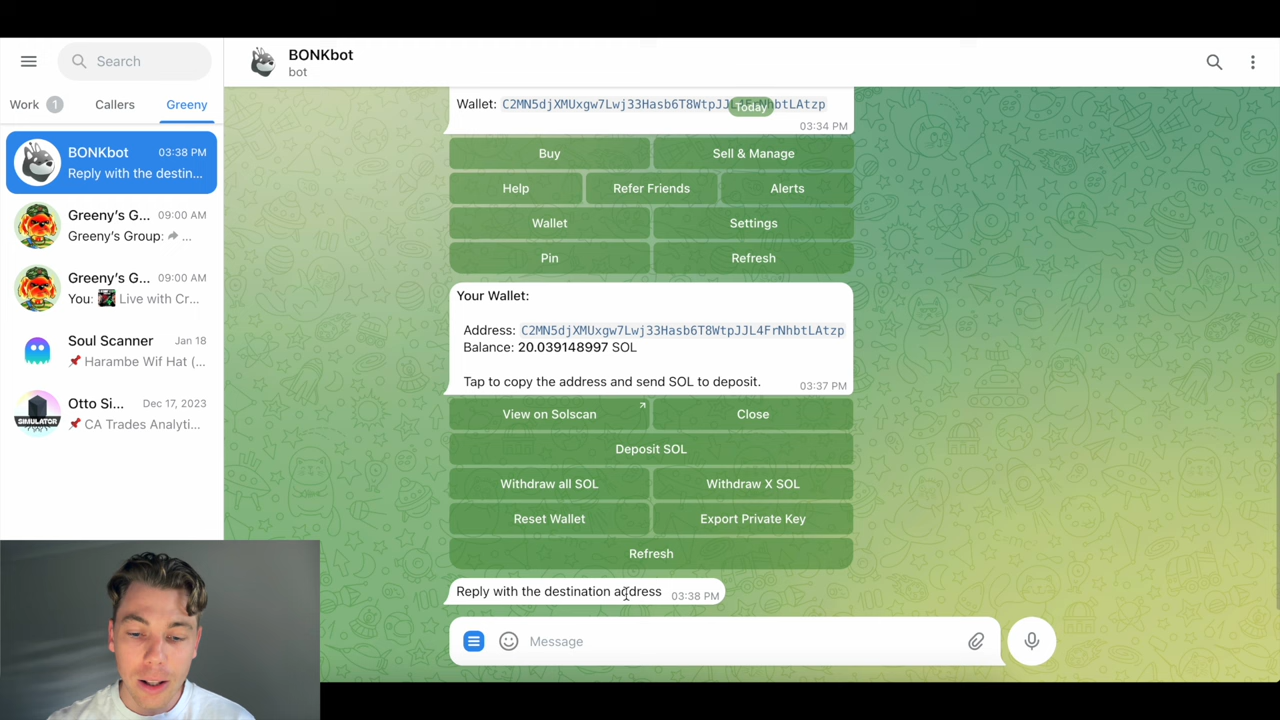 Search
BONKbot
bot
Work 1
Callers
Greeny
BONKbot 03:38 PM
Reply with the destin...
Greeny's G... 09:00 AM
Greeny's Group: ...
Greeny's G... 09:00 AM
You: Live with Cr...
Soul Scanner Jan 18
Harambe Wif Hat (...
Otto Si... Dec 17, 2023
CA Trades Analyti...
SIMULATOR
Today
Wallet:
03:34 PM
Buy
Sell & Manage
Help
Refer Friends
Alerts
Wallet
Settings
Pin
Refresh
Your Wallet:
Address: C2MN5djXMUxgw7Lwj33Hasb6T8WtpJJL4FrNhbtLAtzp
Balance: 20.039148997 SOL
Tap to copy the address and send SOL to deposit.
03:37 PM
View on Solscan
Close
Deposit SOL
Withdraw all SOL
Withdraw X SOL
Reset Wallet
Export Private Key
Refresh
Reply with the destination address 03:38 PM
Message